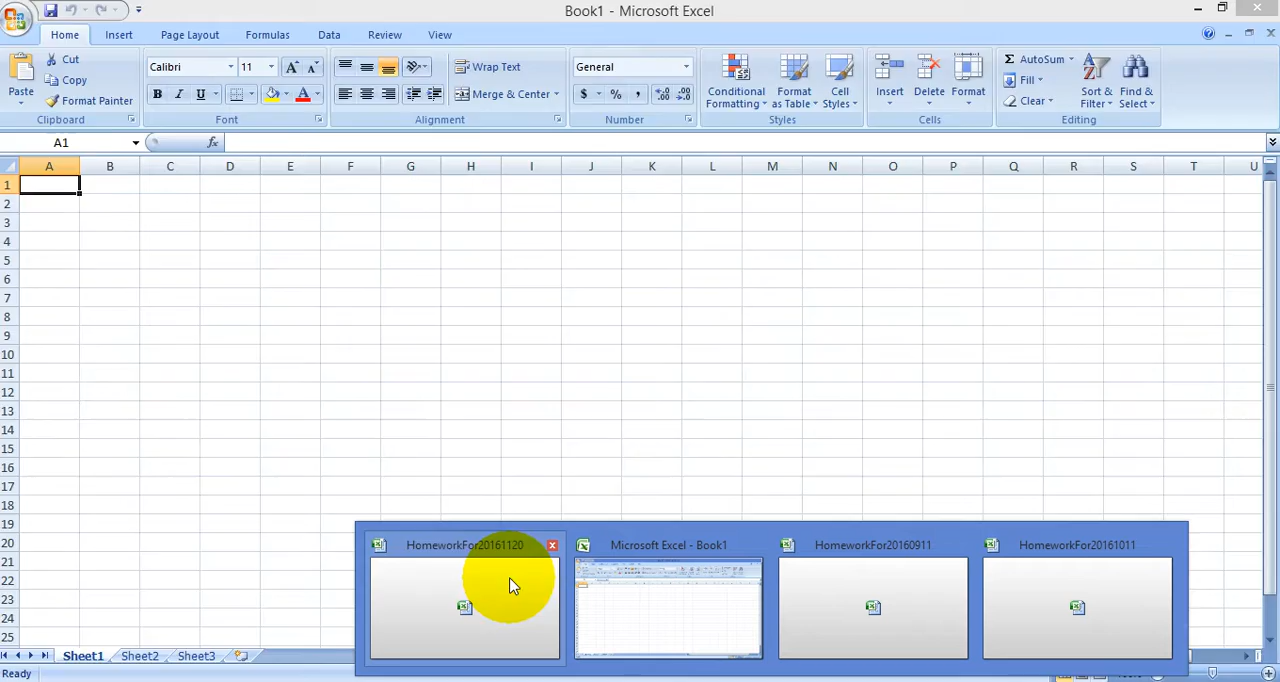 Book1 - Microsoft Excel
Home Insert Page Layout Formulas Data Review View
Cut
Copy
Format Painter
Paste
Clipboard
Calibri 11
B I U
Font
Wrap Text
Merge & Center
Alignment
General
$ % ,
Number
Conditional Formatting
Format as Table
Cell Styles
Styles
Insert Delete Format
Cells
Σ AutoSum
Fill
Clear
Sort & Filter
Find & Select
Editing
A1 fx
A B C D E F G H I J K L M N O P Q R S T U
1
2
3
4
5
6
7
8
9
10
11
12
13
14
15
16
17
18
19
20
21
22
23
24
25
HomeworkFor20161120 Microsoft Excel - Book1 HomeworkFor20160911 HomeworkFor20161011
Sheet1 Sheet2 Sheet3
Ready